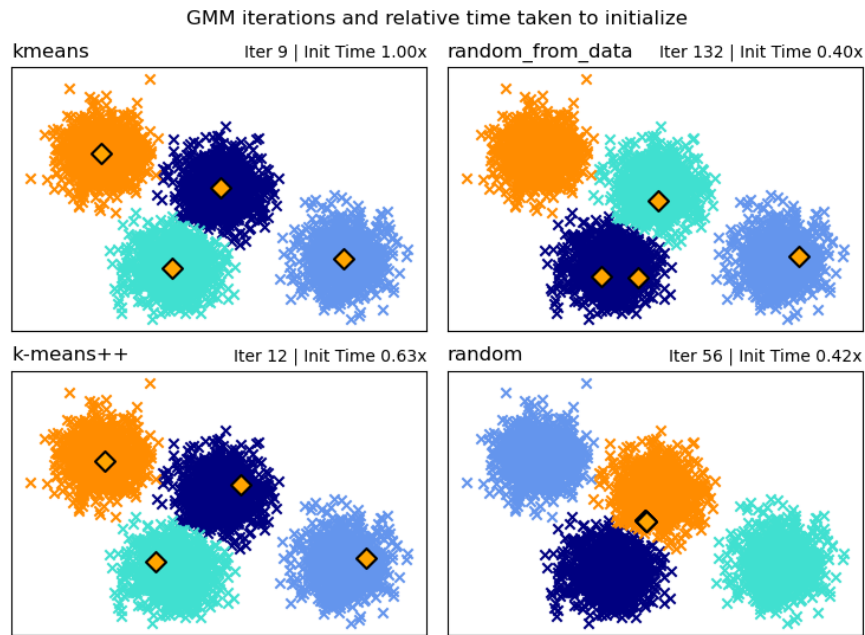 GMM iterations and relative time taken to initialize
kmeans
Iter 9 | Init Time 1.00x
random_from_data
Iter 132 | Init Time 0.40x
k-means++
Iter 12 | Init Time 0.63x
random
Iter 56 | Init Time 0.42x